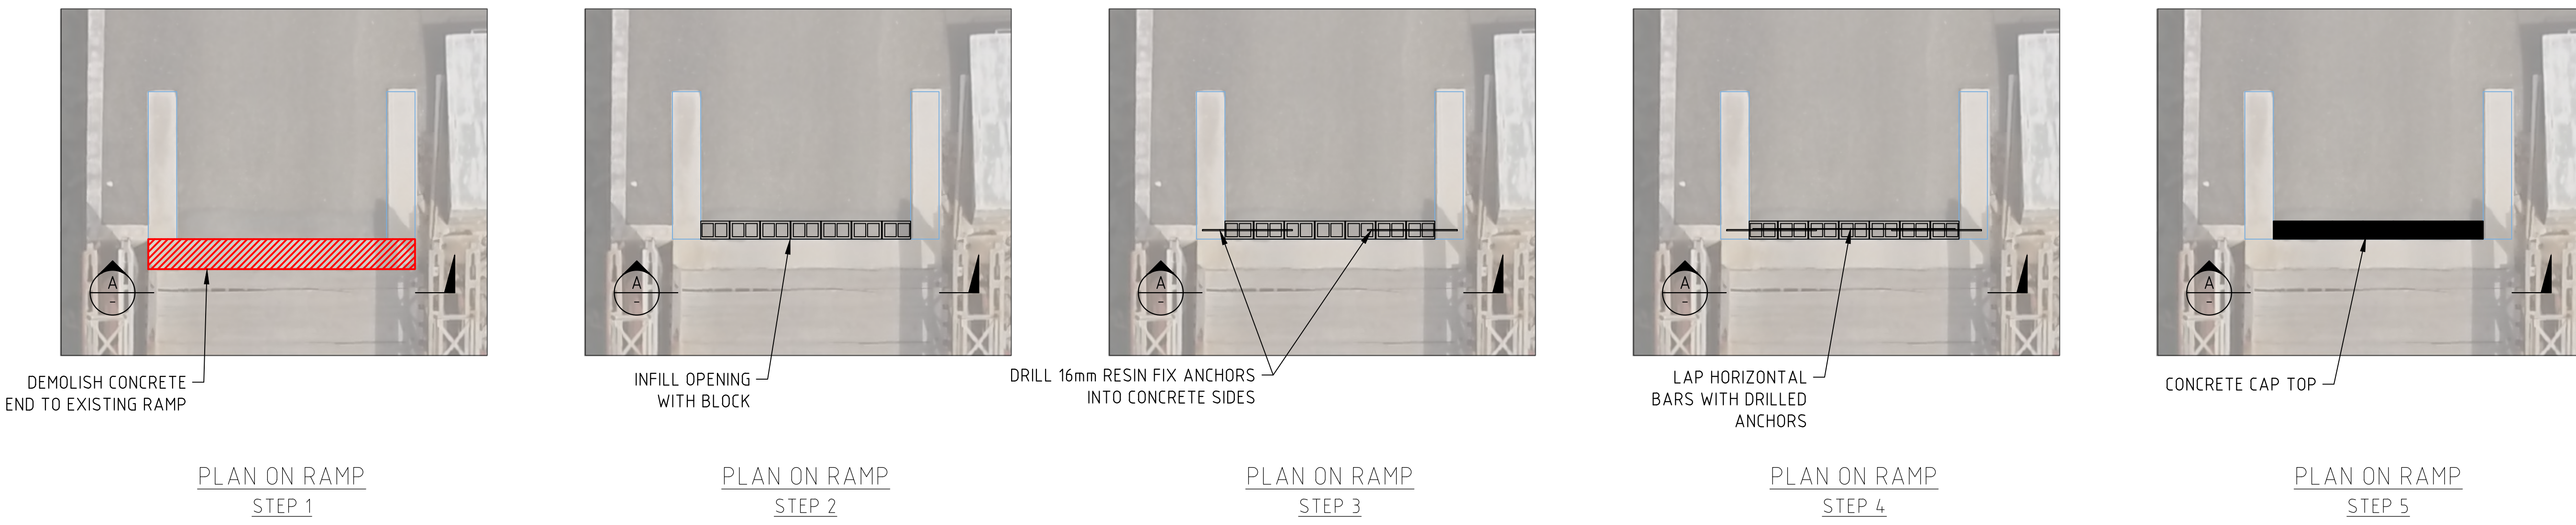 A
-
DEMOLISH CONCRETE
END TO EXISTING RAMP
PLAN ON RAMP
STEP 1
A
-
INFILL OPENING
WITH BLOCK
PLAN ON RAMP
STEP 2
A
-
DRILL 16mm RESIN FIX ANCHORS
INTO CONCRETE SIDES
PLAN ON RAMP
STEP 3
A
-
LAP HORIZONTAL
BARS WITH DRILLED
ANCHORS
PLAN ON RAMP
STEP 4
A
-
CONCRETE CAP TOP
PLAN ON RAMP
STEP 5